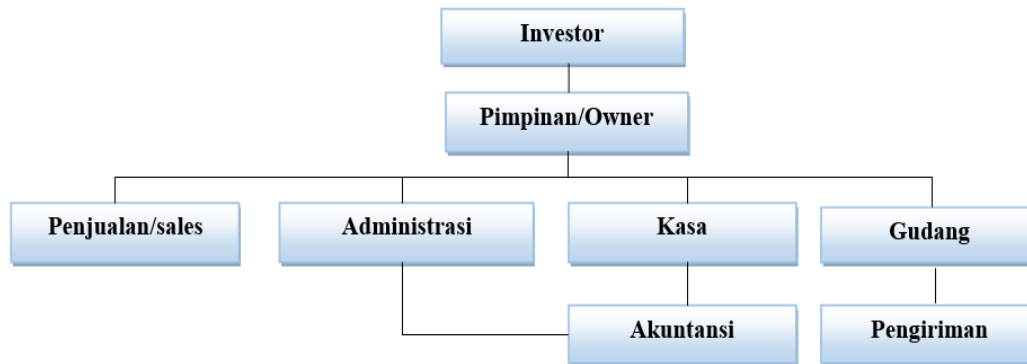 Investor
Pimpinan/Owner
Penjualan/sales
Administrasi
Kasa
Gudang
Akuntansi
Pengiriman